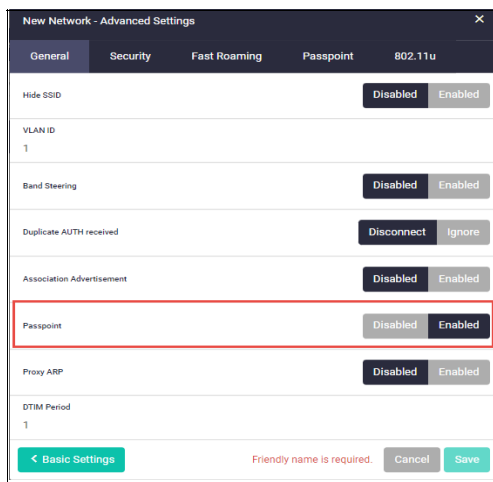 New Network - Advanced Settings ×
General Security Fast Roaming Passpoint 802.11u
Hide SSID Disabled Enabled
VLAN ID
1
Band Steering Disabled Enabled
Duplicate AUTH received Disconnect Ignore
Association Advertisement Disabled Enabled
Passpoint Disabled Enabled
Proxy ARP Disabled Enabled
DTIM Period
1
< Basic Settings Friendly name is required. Cancel Save